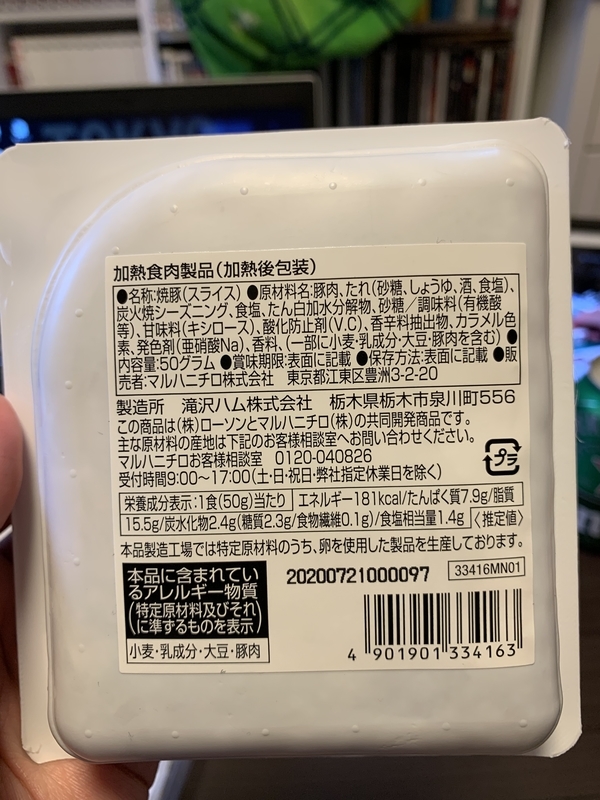 TOKYO
加熱食肉製品(加熱後包装)
●名称:焼豚(スライス) ●原材料名:豚肉、たれ(砂糖、しょうゆ、酒、食塩)、
炭火焼シーズニング、食塩、たん白加水分解物、砂糖/調味料(有機酸
等)、甘味料(キシロース)、酸化防止剤(V.C)、香辛料抽出物、カラメル色
素、発色剤(亜硝酸Na)、香料、(一部に小麦・乳成分・大豆・豚肉を含む) ●
内容量:50グラム ●賞味期限:表面に記載 ●保存方法:表面に記載 ●販
売者:マルハニチロ株式会社 東京都江東区豊洲3-2-20
製造所 滝沢ハム株式会社 栃木県栃木市泉川町556
この商品は(株)ローソンとマルハニチロ(株)の共同開発商品です。
主な原材料の産地は下記のお客様相談室へお問い合わせください。
マルハニチロお客様相談室 0120-040826
受付時間9:00~17:00(土・日・祝日・弊社指定休業日を除く)
プラ
栄養成分表示:1食(50g)当たり エネルギー181kcal/たんぱく質7.9g/脂質
15.5g/炭水化物2.4g(糖質2.3g/食物繊維0.1g)/食塩相当量1.4g 〈推定値〉
本品製造工場では特定原材料のうち、卵を使用した製品を生産しております。
本品に含まれてい
るアレルギー物質
(特定原材料及びそれ
に準ずるものを表示)
小麦・乳成分・大豆・豚肉
20200721000097
33416MN01
4 901901 334163